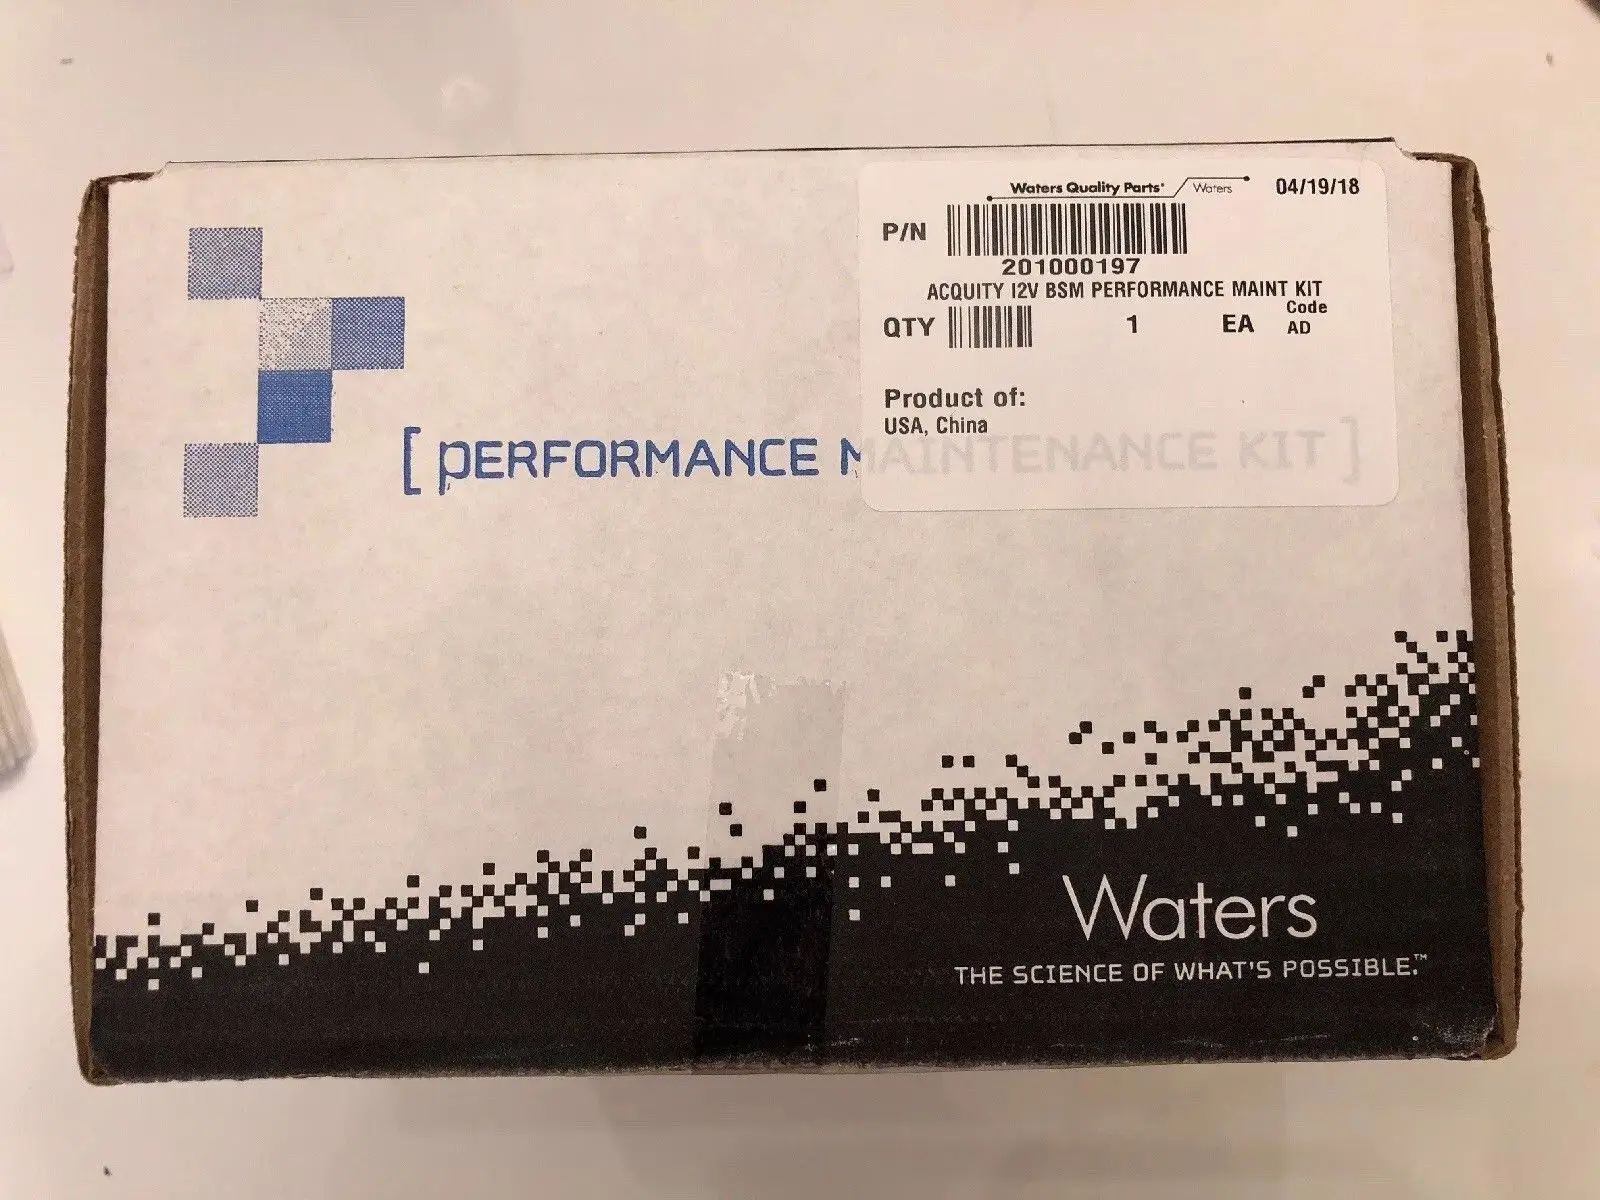 Waters Quality Parts Waters 04/19/18
P/N
201000197
ACQUITY I2V BSM PERFORMANCE MAINT KIT
QTY 1 EA Code
AD
Product of:
USA, China
[ PERFORMANCE MAINTENANCE KIT ]
Waters
THE SCIENCE OF WHAT'S POSSIBLE.™